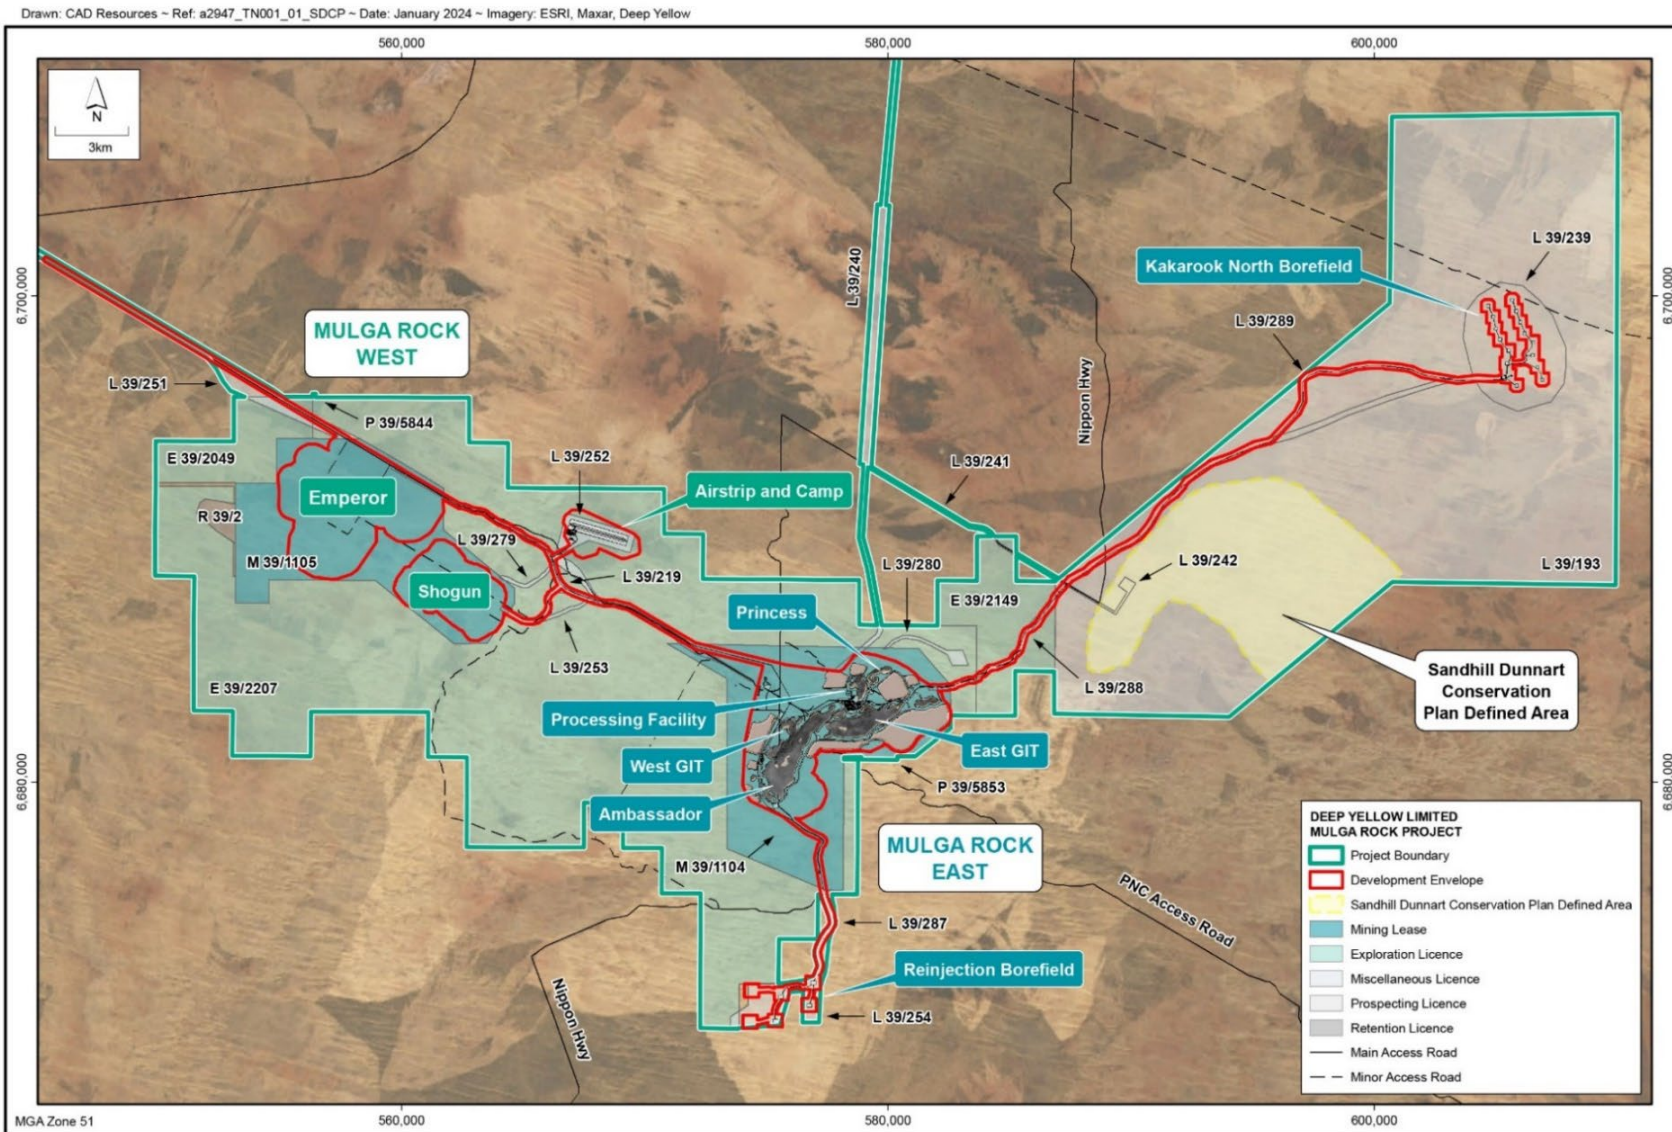 Drawn: CAD Resources ~ Ref: a2947_TN001_01_SDCP ~ Date: January 2024 ~ Imagery: ESRI, Maxar, Deep Yellow
560,000
580,000
600,000
N
3km
L 39/240
L 39/239
Kakarook North Borefield
6,700,000
6,700,000
MULGA ROCK
WEST
L 39/289
L 39/251
Nippon Hwy
P 39/5844
E 39/2049
L 39/252
L 39/241
Emperor
Airstrip and Camp
R 39/2
L 39/279
M 39/1105
L 39/280
L 39/242
L 39/193
Shogun
L 39/219
E 39/2149
Princess
L 39/253
Sandhill Dunnart
Conservation
Plan Defined Area
E 39/2207
L 39/288
Processing Facility
East GIT
West GIT
6,680,000
6,680,000
P 39/5853
Ambassador
MULGA ROCK
EAST
M 39/1104
PNC Access Road
L 39/287
Reinjection Borefield
Nippon Hwy
L 39/254
DEEP YELLOW LIMITED
MULGA ROCK PROJECT
Project Boundary
Development Envelope
Sandhill Dunnart Conservation Plan Defined Area
Mining Lease
Exploration Licence
Miscellaneous Licence
Prospecting Licence
Retention Licence
Main Access Road
Minor Access Road
MGA Zone 51
560,000
580,000
600,000